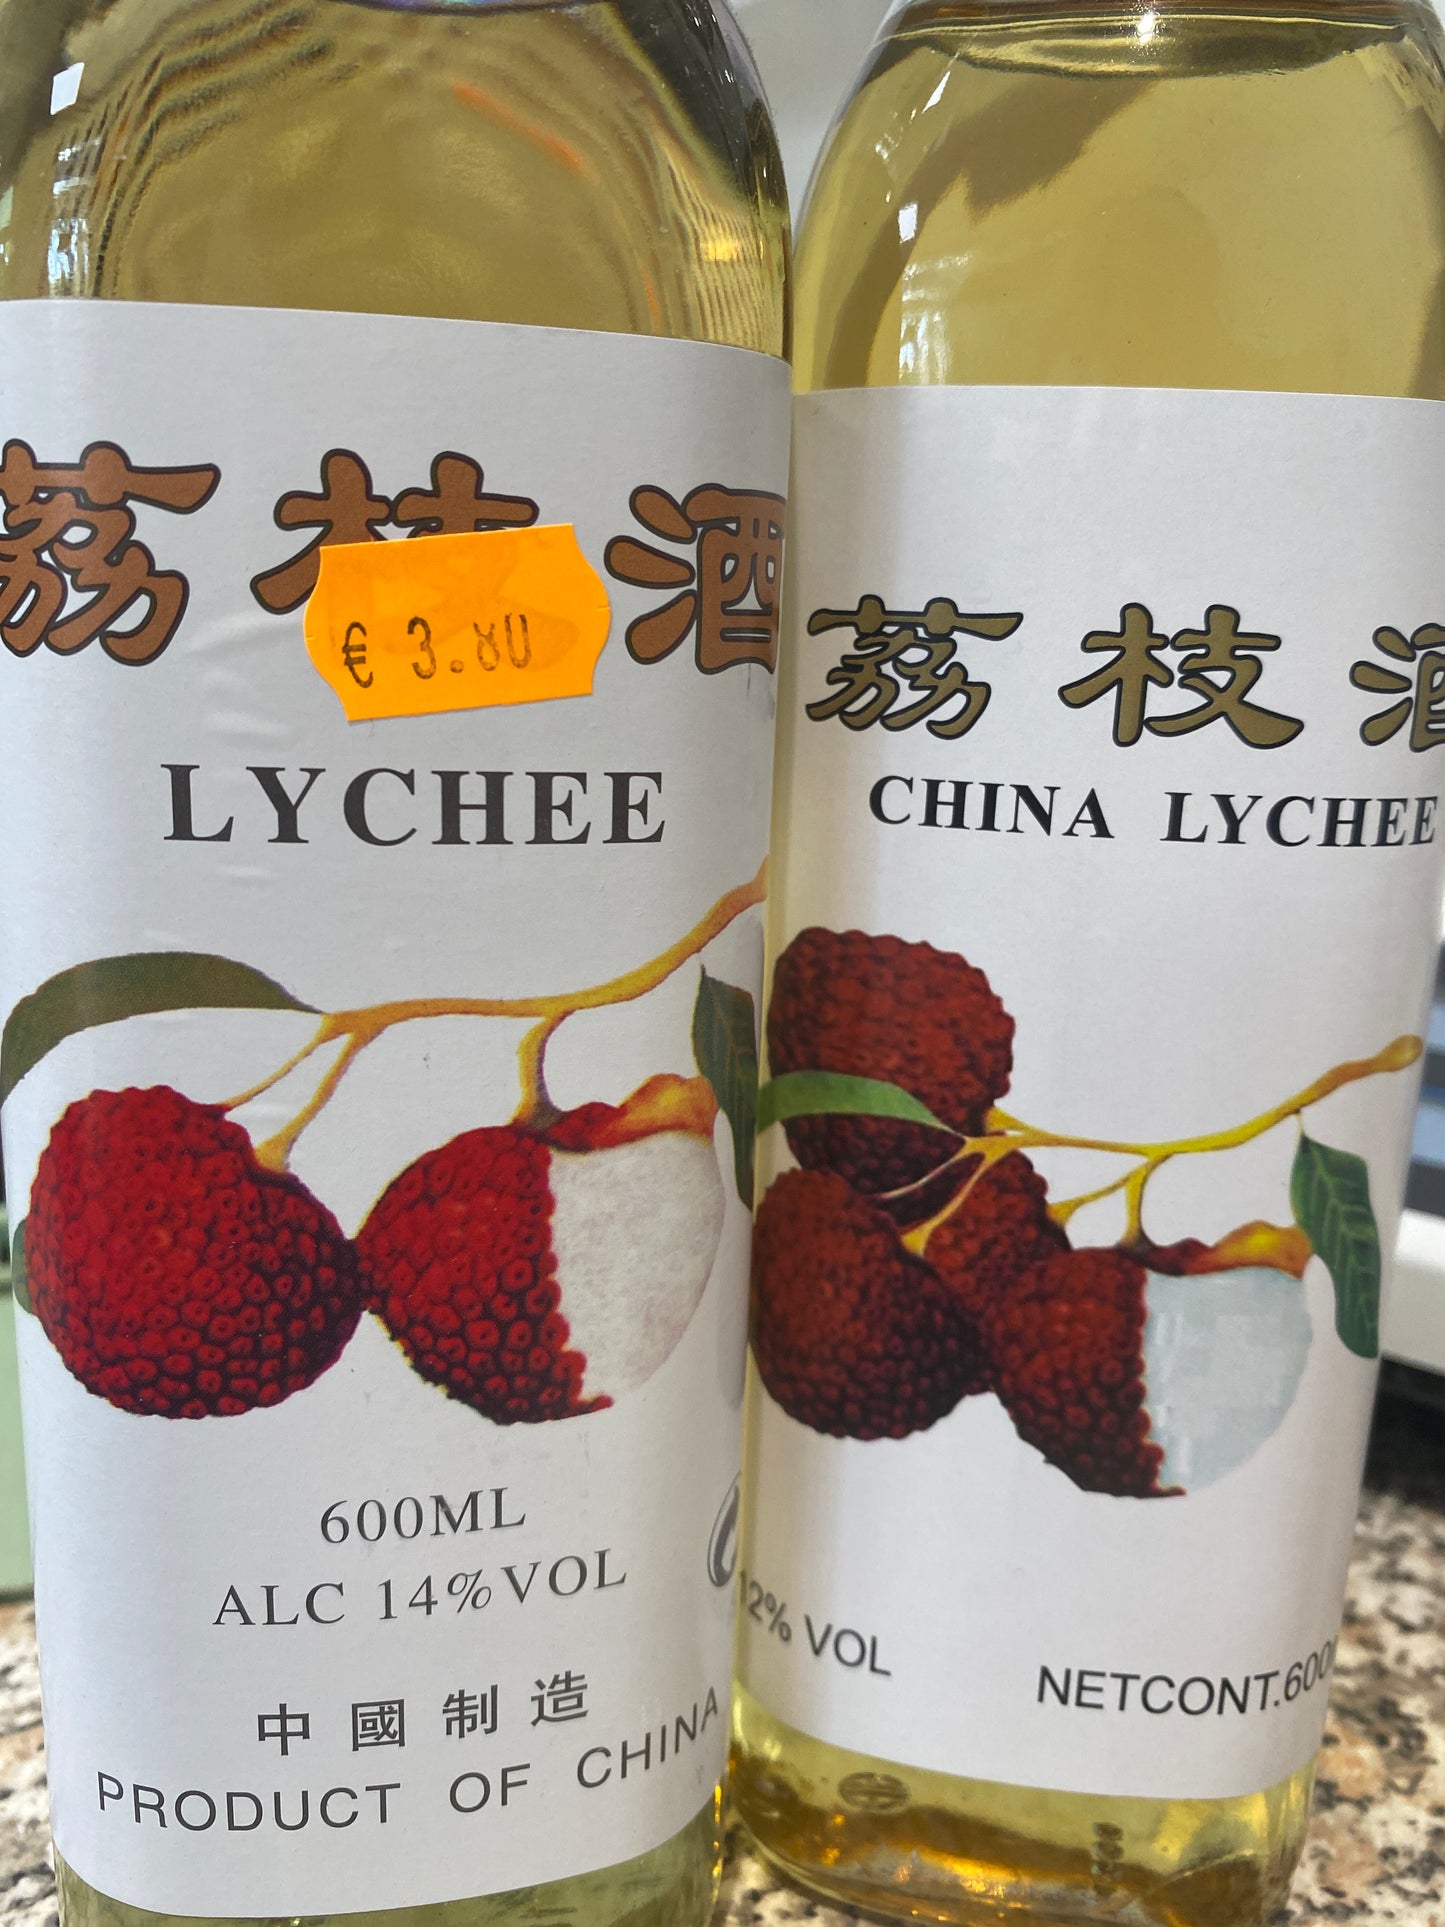 荔枝酒
€ 3.80
LYCHEE
600ML
ALC 14%VOL
中國制造
PRODUCT OF CHINA
荔枝酒
CHINA LYCHEE
12% VOL
NETCONT.600